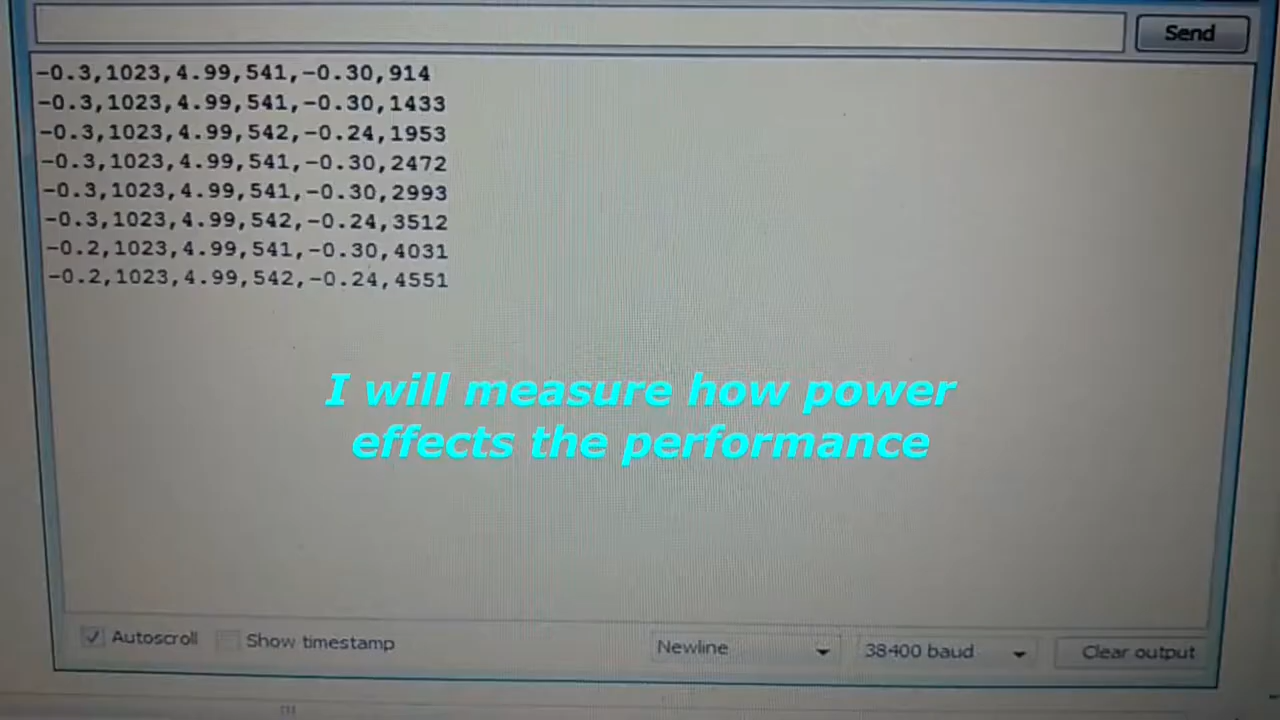 Send
-0.3,1023,4.99,541,-0.30,914
-0.3,1023,4.99,541,-0.30,1433
-0.3,1023,4.99,542,-0.24,1953
-0.3,1023,4.99,541,-0.30,2472
-0.3,1023,4.99,541,-0.30,2993
-0.3,1023,4.99,542,-0.24,3512
-0.2,1023,4.99,541,-0.30,4031
-0.2,1023,4.99,542,-0.24,4551
I will measure how power
effects the performance
Autoscroll Show timestamp Newline 38400 baud Clear output